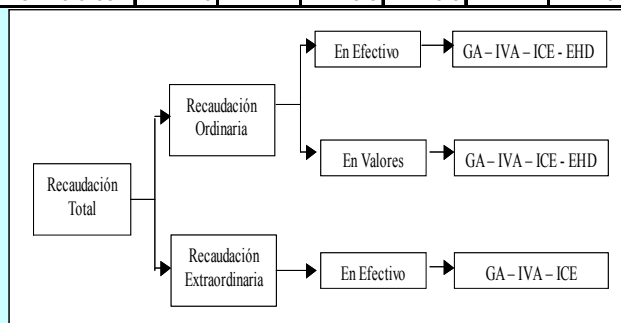 En Efectivo
GA – IVA – ICE - EHD
Recaudación
Ordinaria
En Valores
GA – IVA – ICE - EHD
Recaudación
Total
Recaudación
Extraordinaria
En Efectivo
GA – IVA – ICE